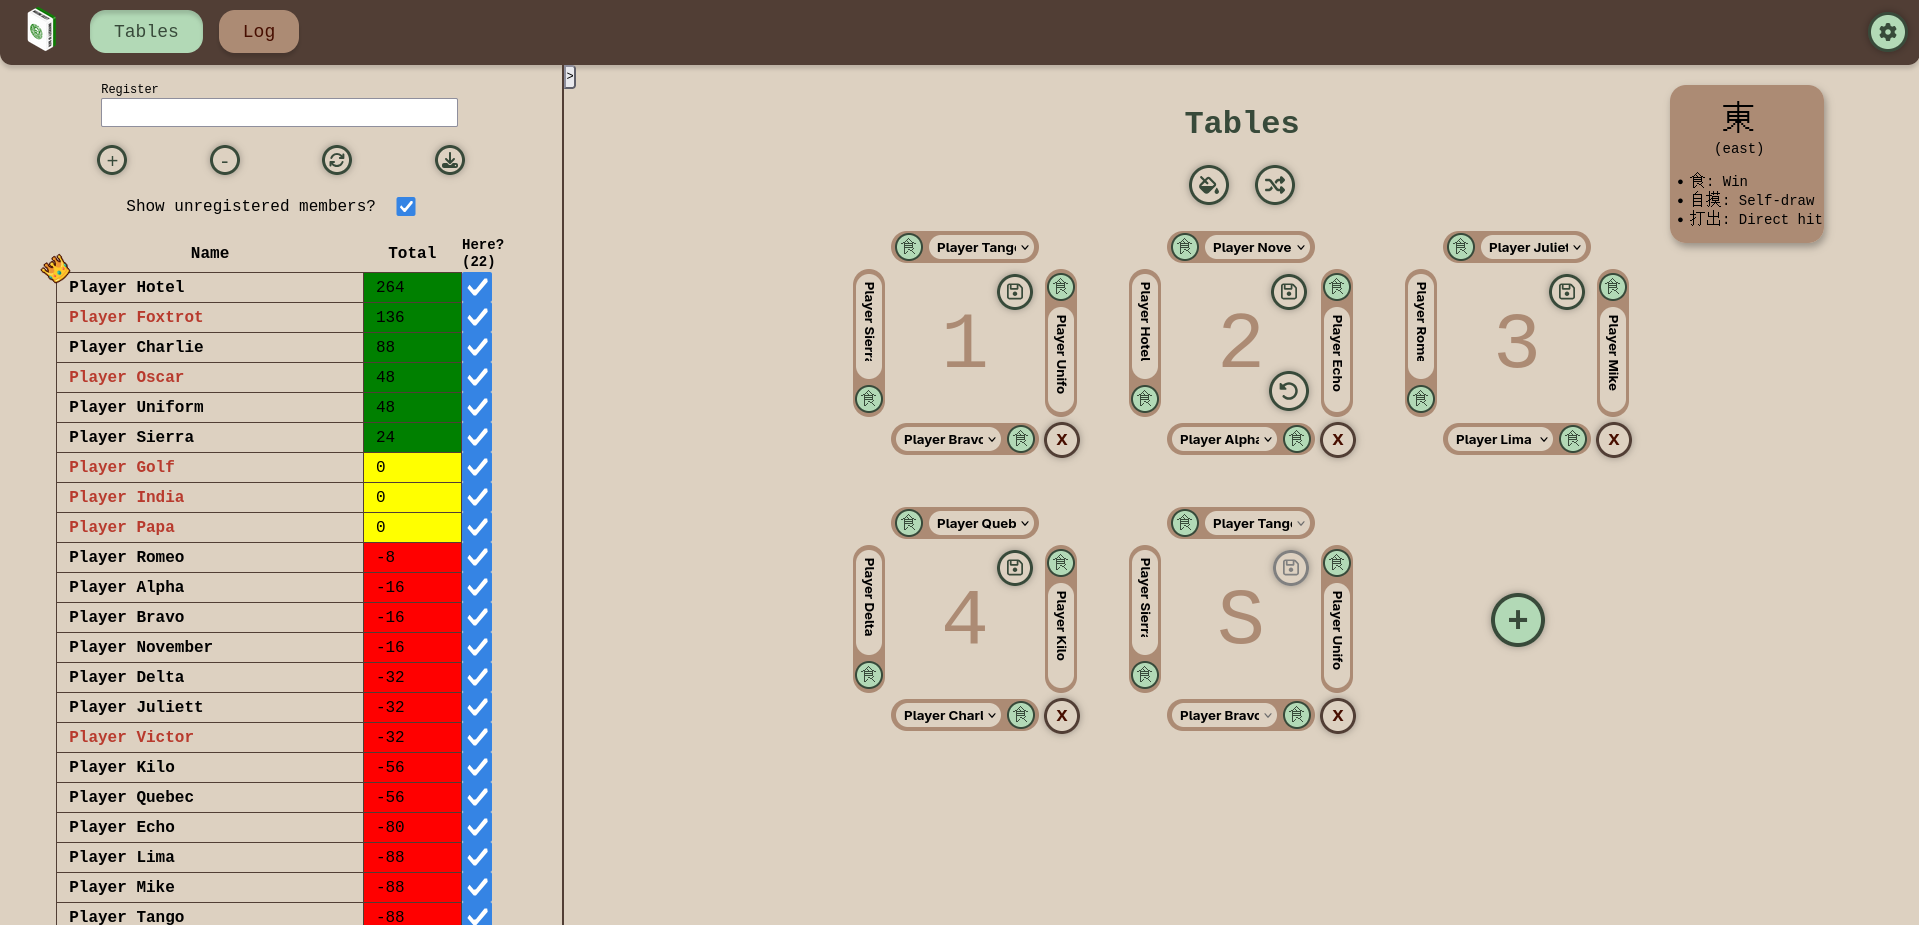 Tables
Log
Register
+
-
Show unregistered members?
Name
Total
Here?
(22)
Player Hotel
264
Player Foxtrot
136
Player Charlie
88
Player Oscar
48
Player Uniform
48
Player Sierra
24
Player Golf
0
Player India
0
Player Papa
0
Player Romeo
-8
Player Alpha
-16
Player Bravo
-16
Player November
-16
Player Delta
-32
Player Juliett
-32
Player Victor
-32
Player Kilo
-56
Player Quebec
-56
Player Echo
-80
Player Lima
-88
Player Mike
-88
Player Tango
-88
>
Tables
東
(east)
食: Win
自摸: Self-draw
打出: Direct hit
食
Player Tang
Player Sierra
食
1
食
Player Unifo
Player Bravo
食
X
食
Player Nove
Player Hotel
食
2
食
Player Echo
Player Alpha
食
X
食
Player Juliet
Player Rome
食
3
食
Player Mike
Player Lima
食
X
食
Player Queb
Player Delta
食
4
食
Player Kilo
Player Charl
食
X
食
Player Tang
Player Sierra
食
S
食
Player Unifo
Player Bravo
食
X
+